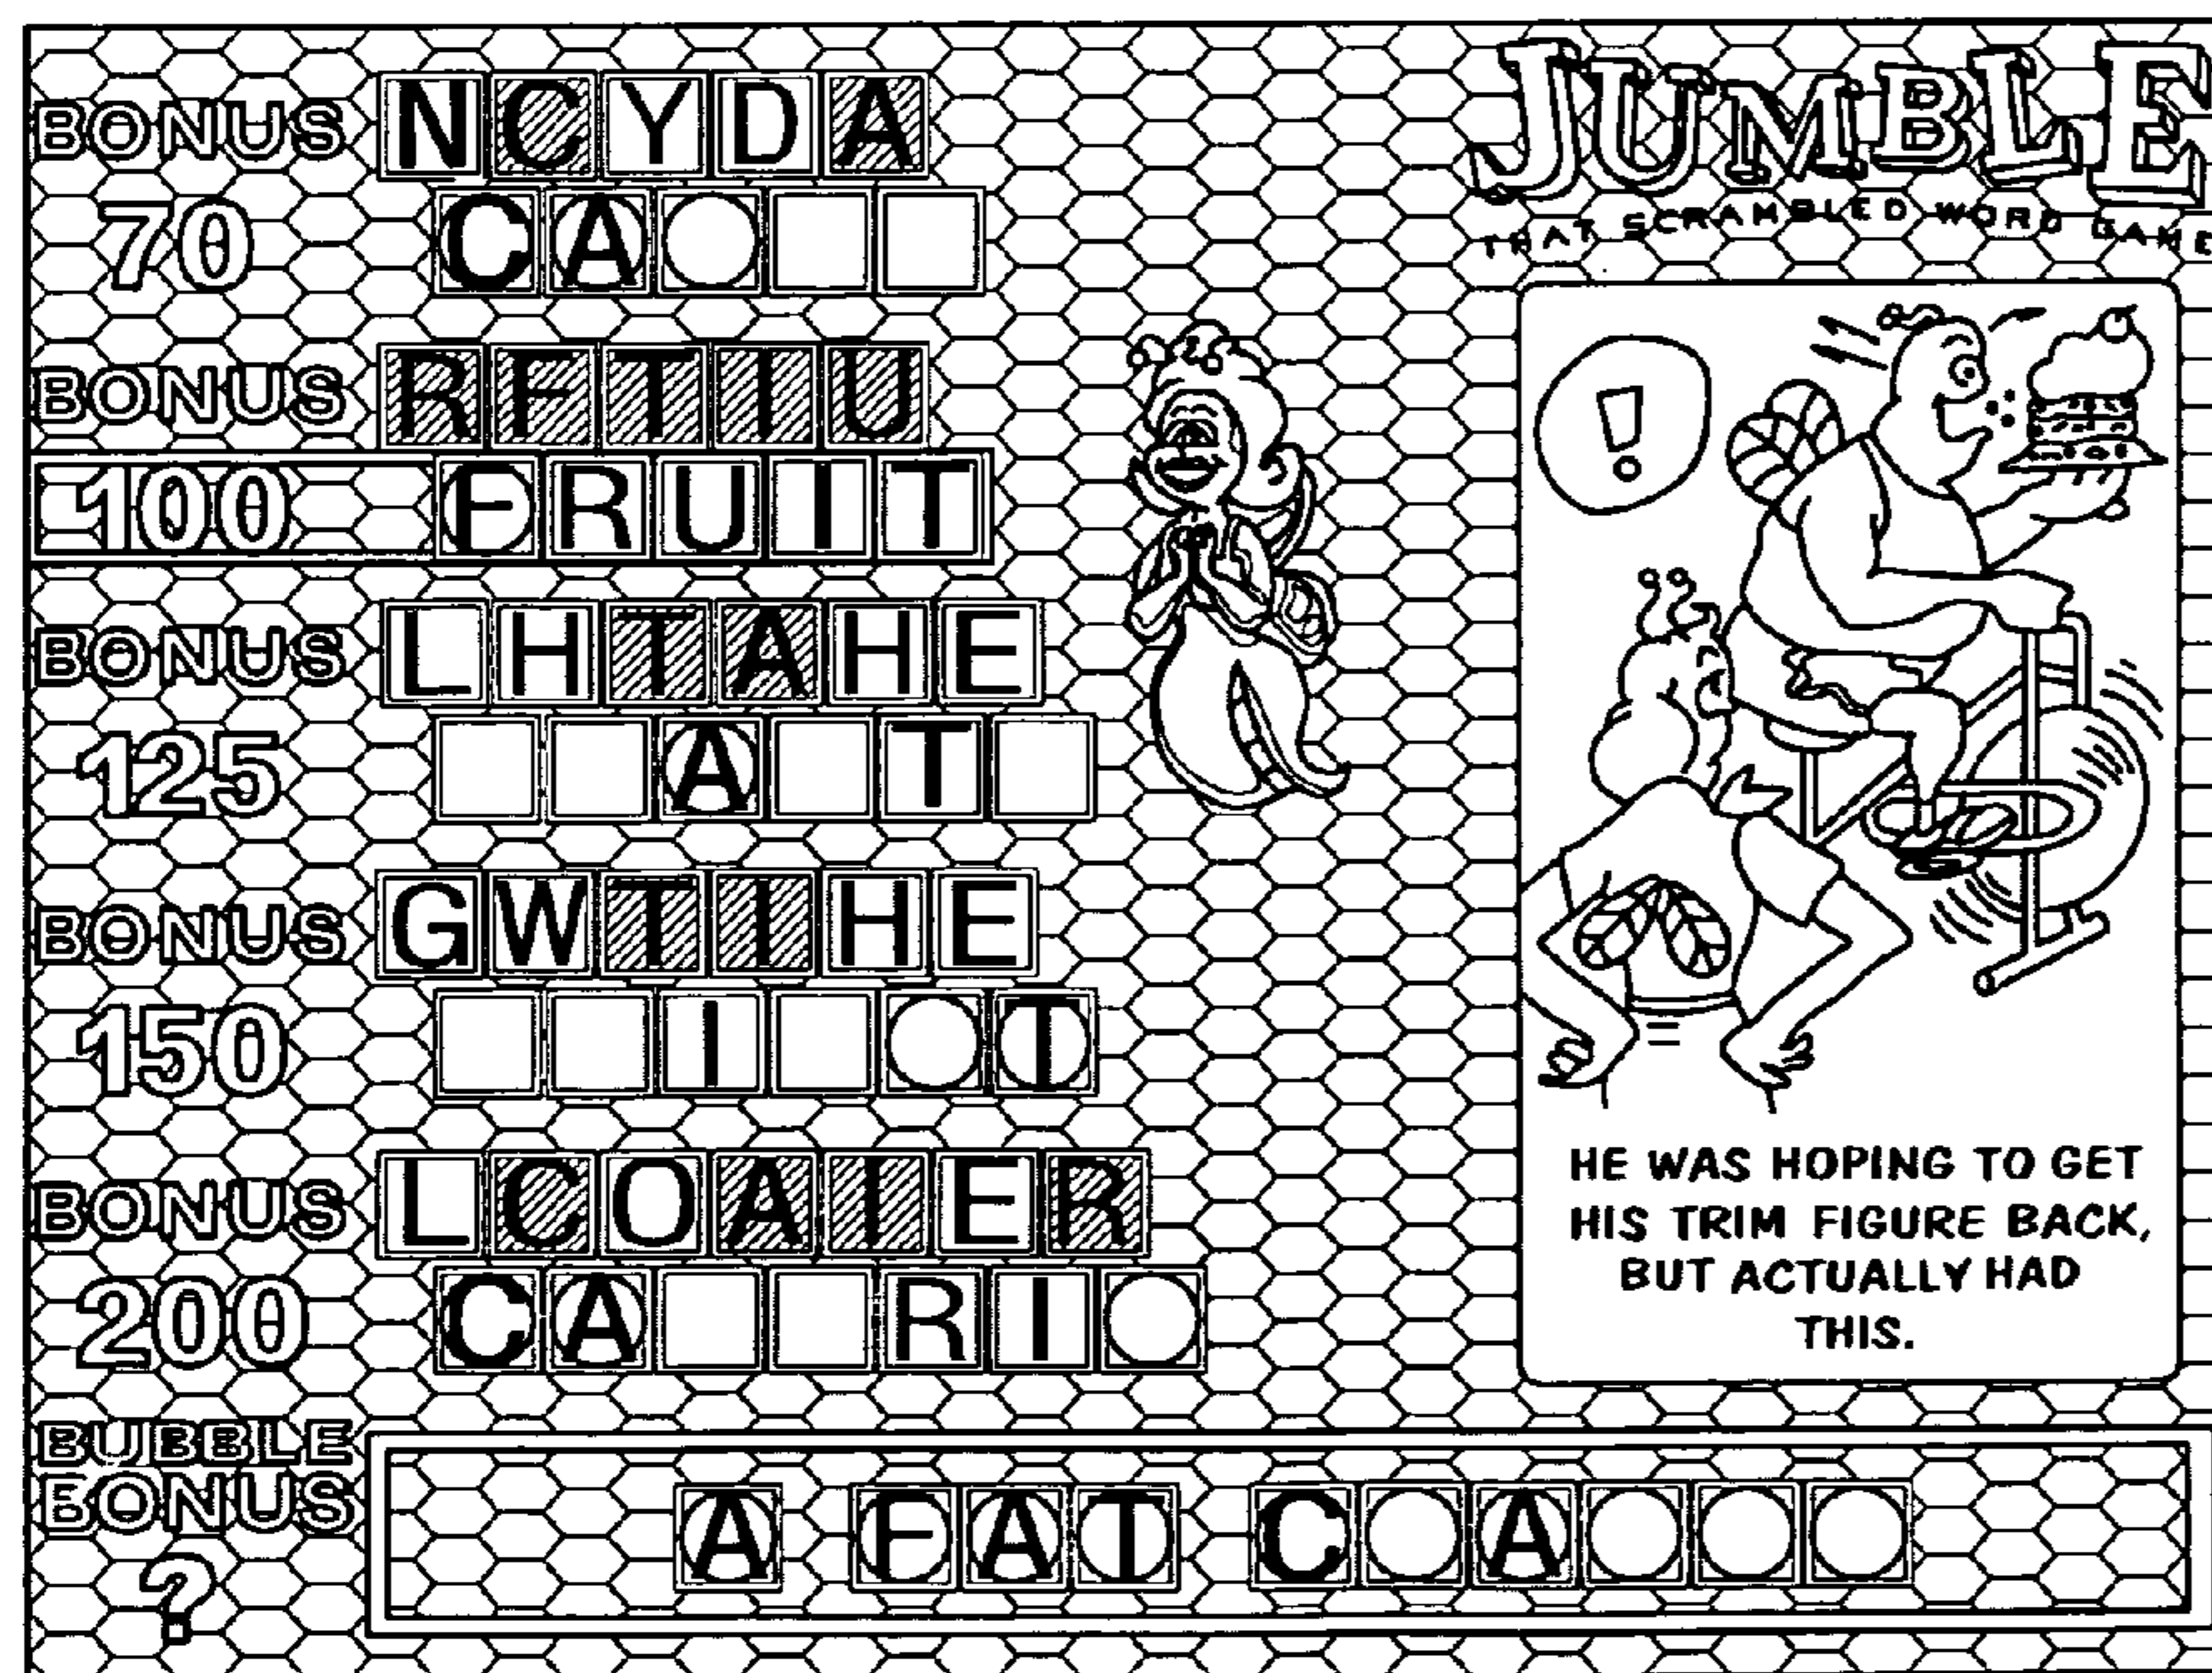 JUMBLE
THAT SCRAMBLED WORD GAME
BONUS NCYDA
70 CA
BONUS RFTIU
100 FRUIT
BONUS LHTAHE
125 A T
BONUS GWTIHE
150 I T
BONUS LCOAIER
200 CA RI
!
HE WAS HOPING TO GET
HIS TRIM FIGURE BACK,
BUT ACTUALLY HAD
THIS.
BUBBLE
BONUS
?
A FAT C A